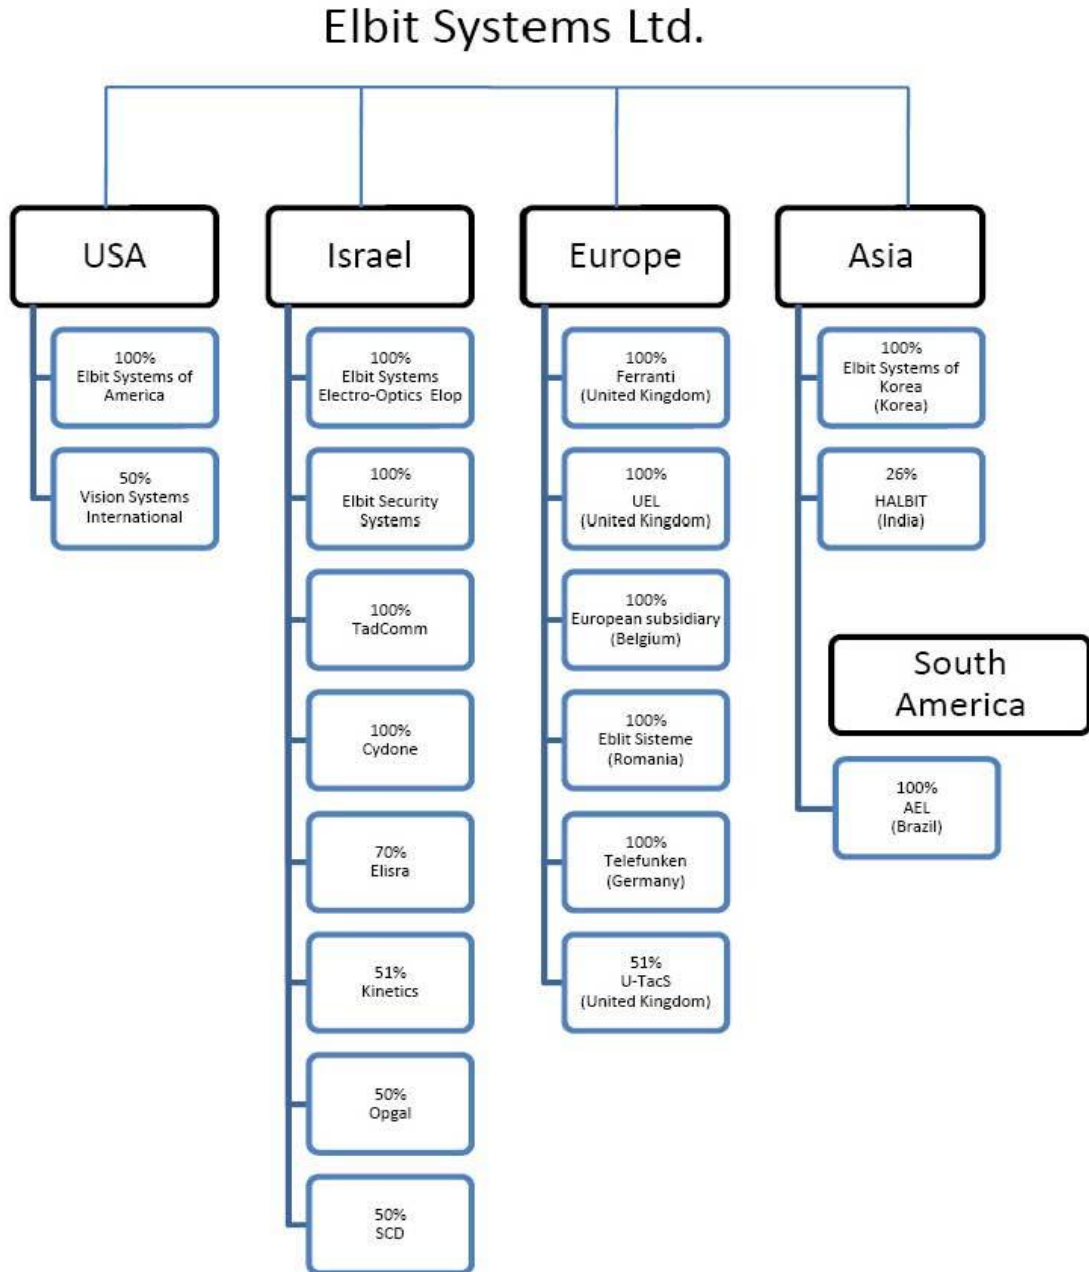 Elbit Systems Ltd.
USA
100%
Elbit Systems of
America
50%
Vision Systems
International
Israel
100%
Elbit Systems
Electro-Optics Elop
100%
Elbit Security
Systems
100%
TadComm
100%
Cydone
70%
Elisra
51%
Kinetics
50%
Opgal
50%
SCD
Europe
100%
Ferranti
(United Kingdom)
100%
UEL
(United Kingdom)
100%
European subsidiary
(Belgium)
100%
Eblit Sisteme
(Romania)
100%
Telefunken
(Germany)
51%
U-TacS
(United Kingdom)
Asia
100%
Elbit Systems of
Korea
(Korea)
26%
HALBIT
(India)
South
America
100%
AEL
(Brazil)